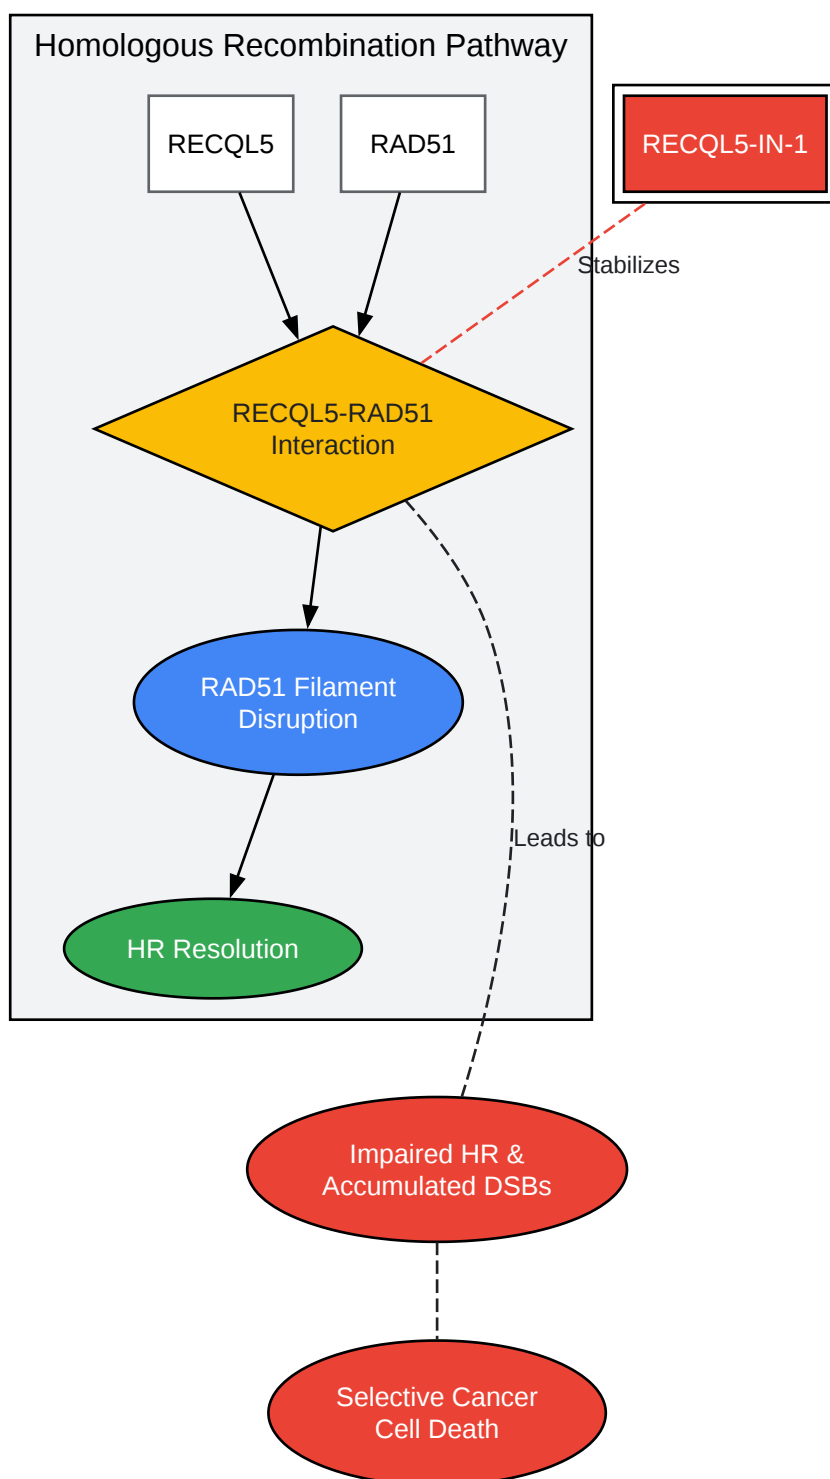 Homologous Recombination Pathway
RECQL5
RAD51
RECQL5-IN-1
Stabilizes
RECQL5-RAD51
Interaction
RAD51 Filament
Disruption
Leads to
HR Resolution
Impaired HR &
Accumulated DSBs
Selective Cancer
Cell Death